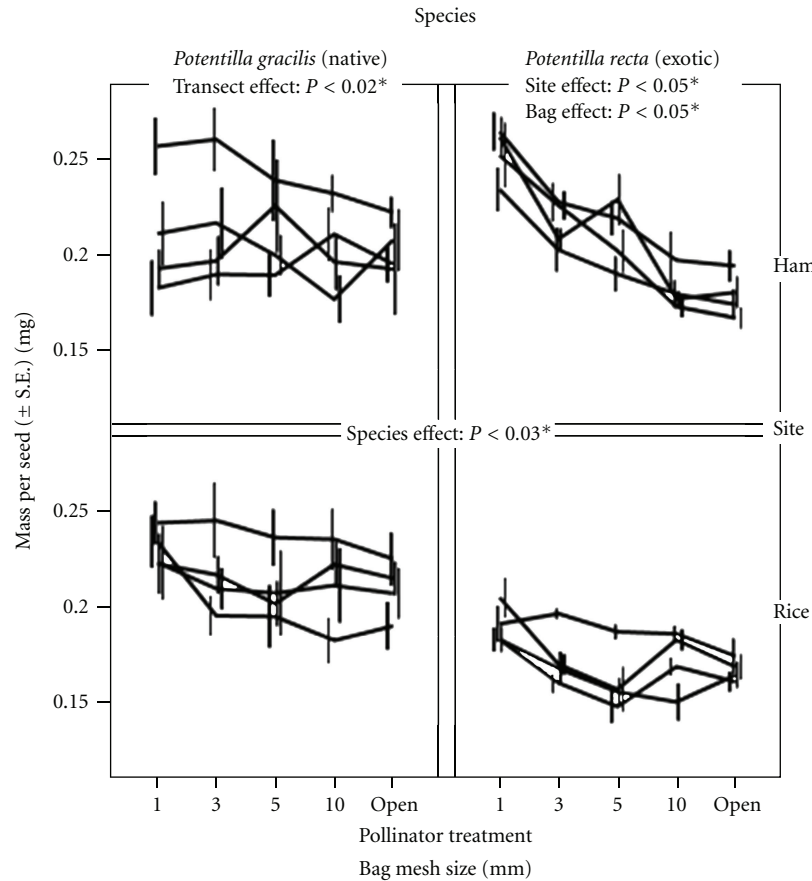 Species
Potentilla gracilis (native)
Transect effect: P < 0.02*
Potentilla recta (exotic)
Site effect: P < 0.05*
Bag effect: P < 0.05*
Mass per seed (± S.E.) (mg)
0.25
0.2
0.15
Ham
Species effect: P < 0.03*
Site
0.25
0.2
0.15
Rice
1 3 5 10 Open 1 3 5 10 Open
Pollinator treatment
Bag mesh size (mm)